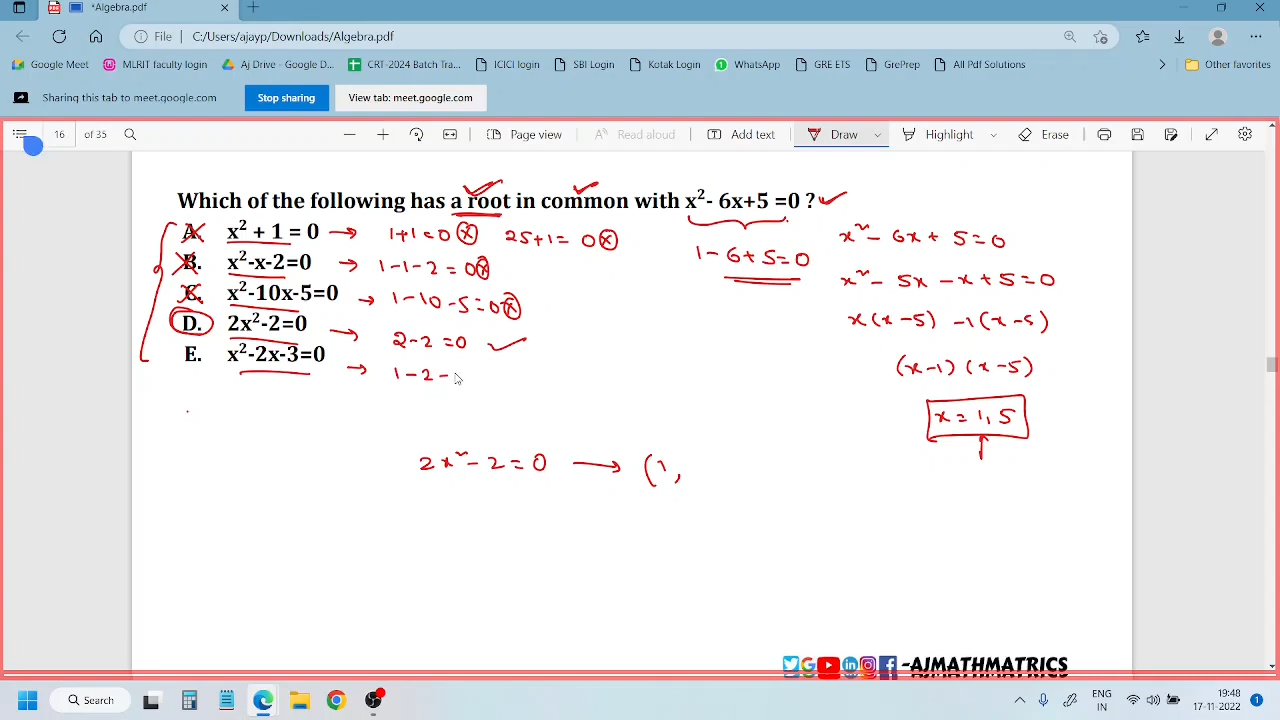 *Algebra.pdf
File C:/Users/ajayp/Downloads/Algebra.pdf
Google Meet MLRIT faculty login Aj Drive - Googl... CRT-2024 Batch Tra... ICICI login SBI Login Kotak Login WhatsApp GRE ETS GrePrep All Pdf Solutions Other favorites
Sharing this tab to meet.google.com Stop sharing View tab: meet.google.com
16 of 35 Page view Read aloud Add text Draw Highlight Erase
Which of the following has a root in common with x²- 6x+5 =0 ?
A. x² + 1 = 0 → 1+1=0 ⓧ 25+1= 0 ⓧ
B. x²-x-2=0 → 1-1-2=0 ⓧ
C. x²-10x-5=0 → 1-10-5=0 ⓧ
D. 2x²-2=0 → 2-2=0 ✓
E. x²-2x-3=0 → 1-2-
1-6+5=0
x²-6x+5=0
x²-5x-x+5=0
x(x-5) -1(x-5)
(x-1) (x-5)
x = 1, 5
2x²-2=0 → (1,
-AJMATHMATRICS
Search ENG IN 19:48 17-11-2022